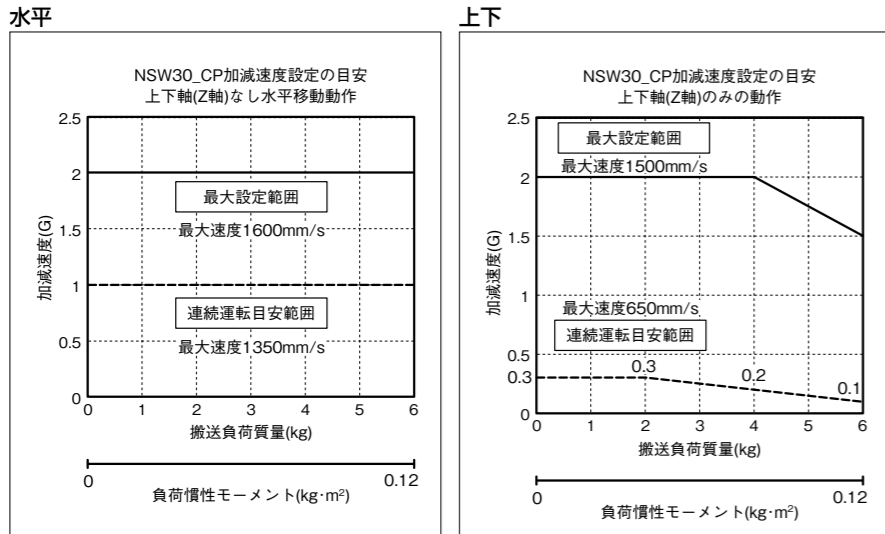 水平
NSW30_CP加減速度設定の目安
上下軸(Z軸)なし水平移動動作
加減速度(G)
2.5
2
1.5
1
0.5
0
最大設定範囲
最大速度1600mm/s
連続運転目安範囲
最大速度1350mm/s
0 1 2 3 4 5 6
搬送負荷質量(kg)
0 0.12
負荷慣性モーメント(kg·m²)
上下
NSW30_CP加減速度設定の目安
上下軸(Z軸)のみの動作
加減速度(G)
2.5
2
1.5
1
0.5
0.3
0
最大設定範囲
最大速度1500mm/s
最大速度650mm/s
連続運転目安範囲
0.3 0.2 0.1
0 1 2 3 4 5 6
搬送負荷質量(kg)
0 0.12
負荷慣性モーメント(kg·m²)